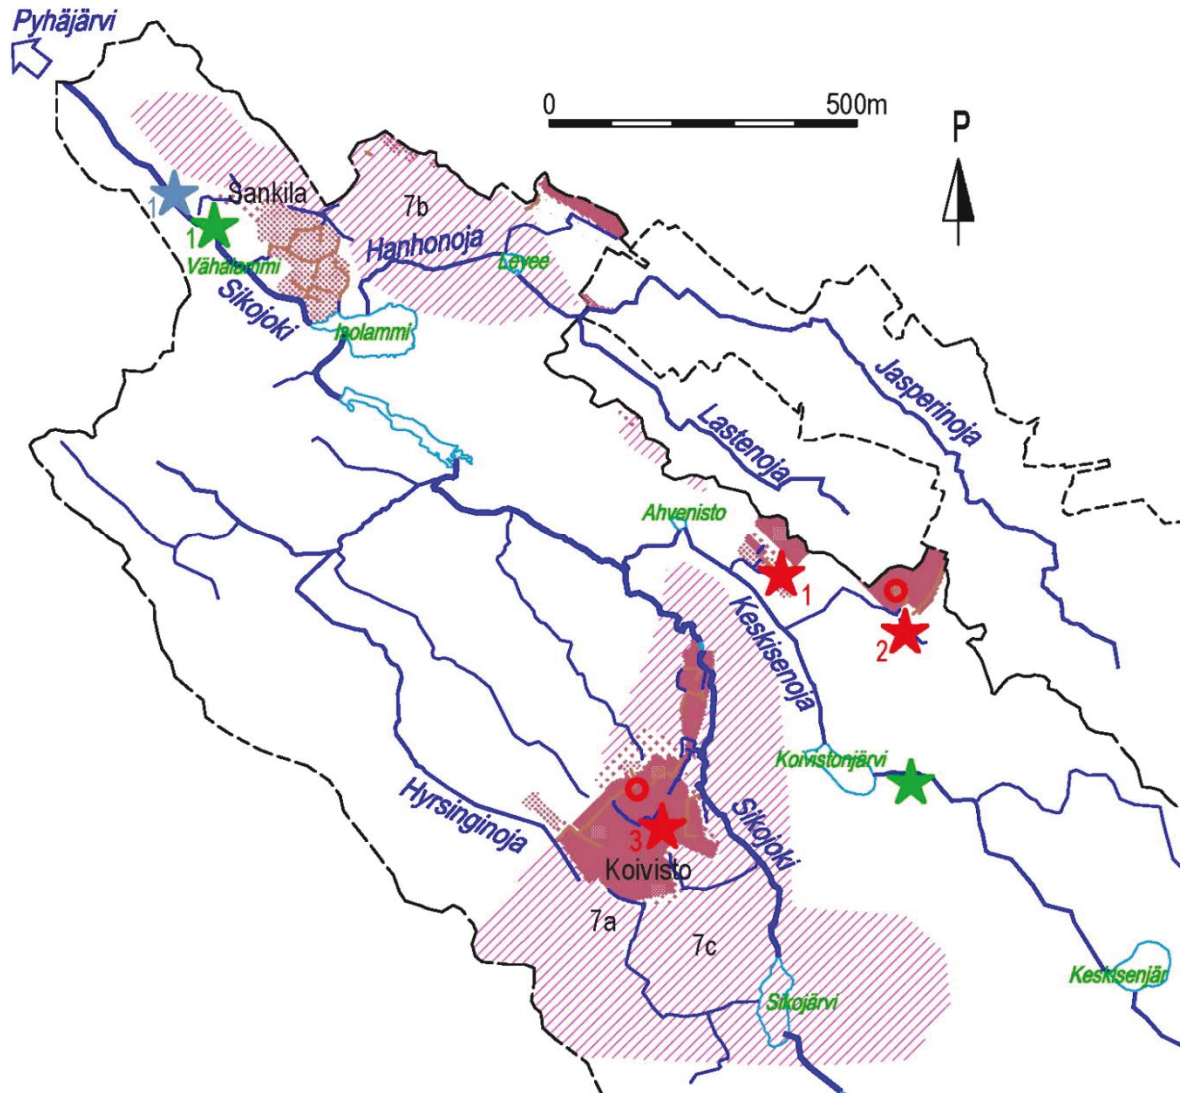 Pyhäjärvi
0 500m
P
1
Sankila
7b
1
Hanhonoja
Vähälammi
Levee
Sikojoki
Isolammi
Jasperinoja
Lastenoja
Ahvenisto
1
2
Keskisenoja
Koivistonjärvi
Hyrsinginoja
Sikojoki
3
Koivisto
7a
7c
Keskisenjär
Sikojärvi